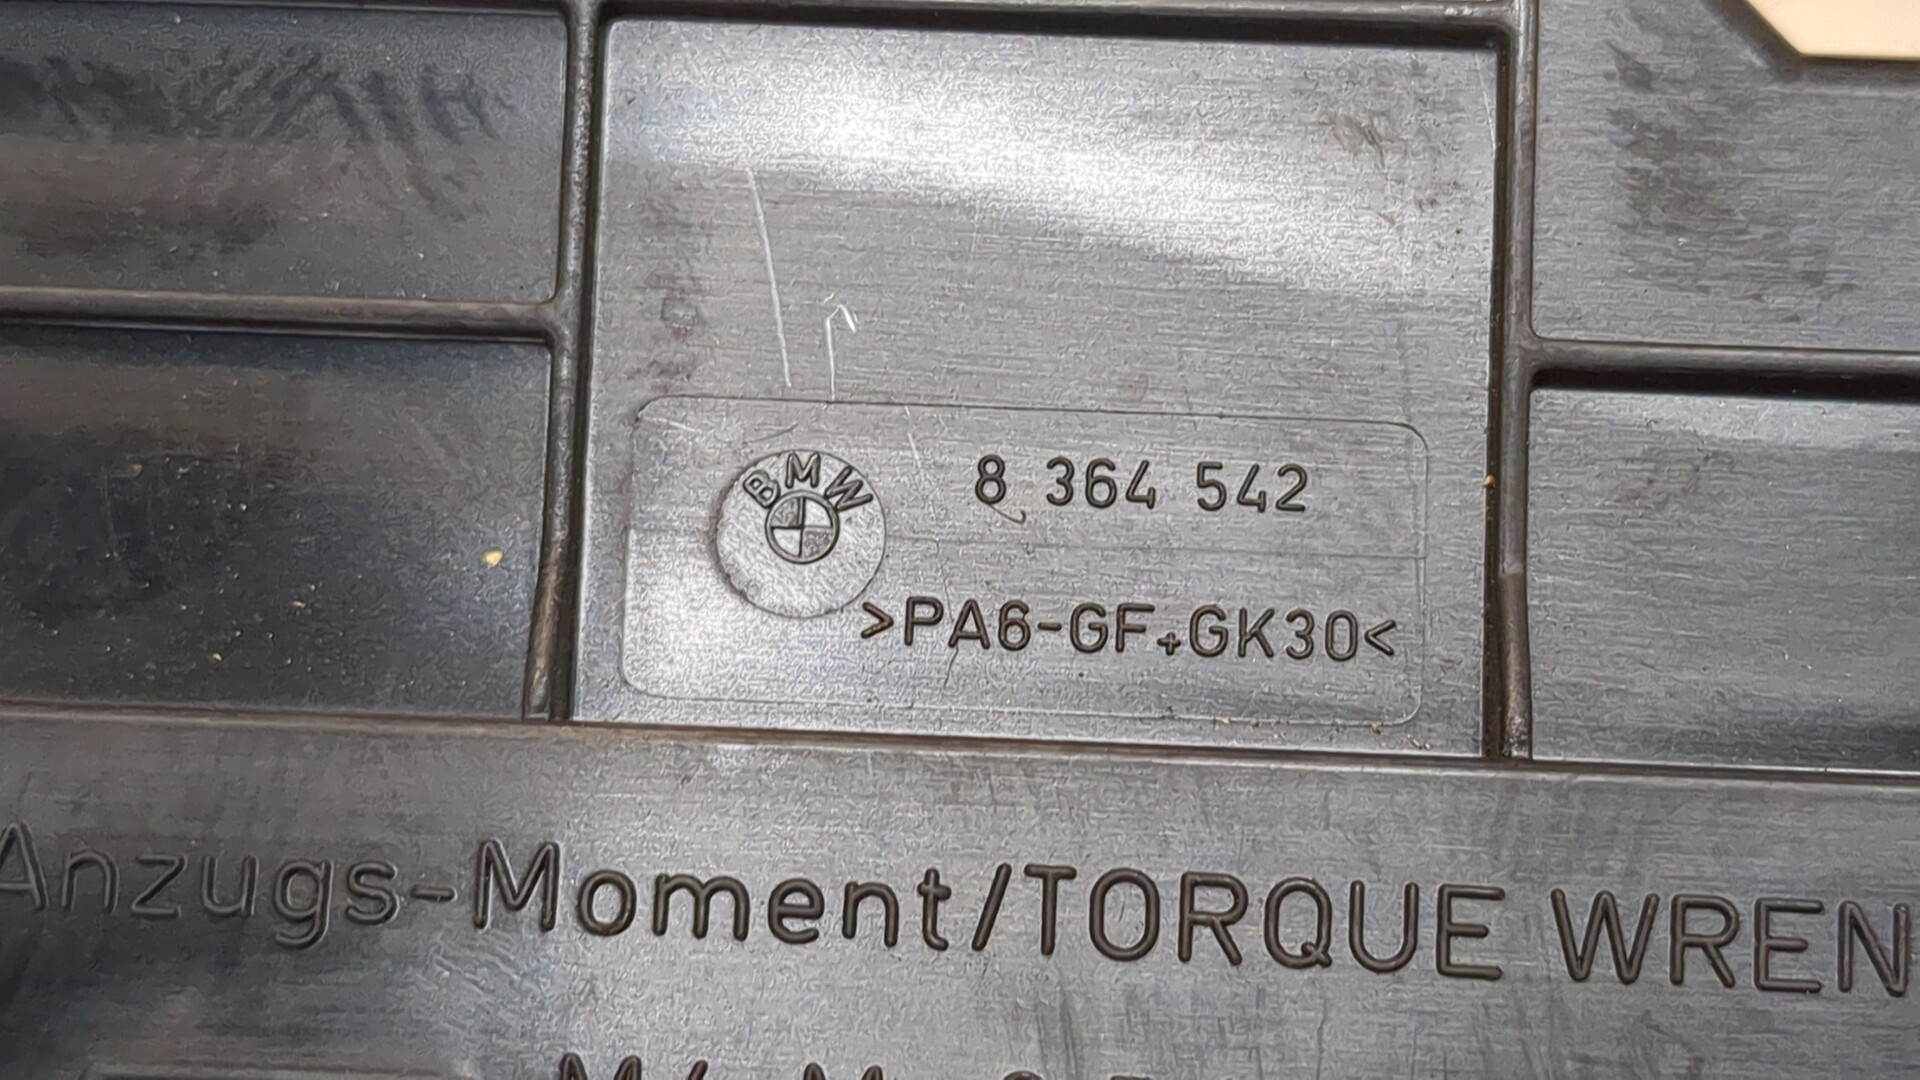 BMW
8 364 542
>PA6-GF+GK30<
Anzugs-Moment/TORQUE WREN